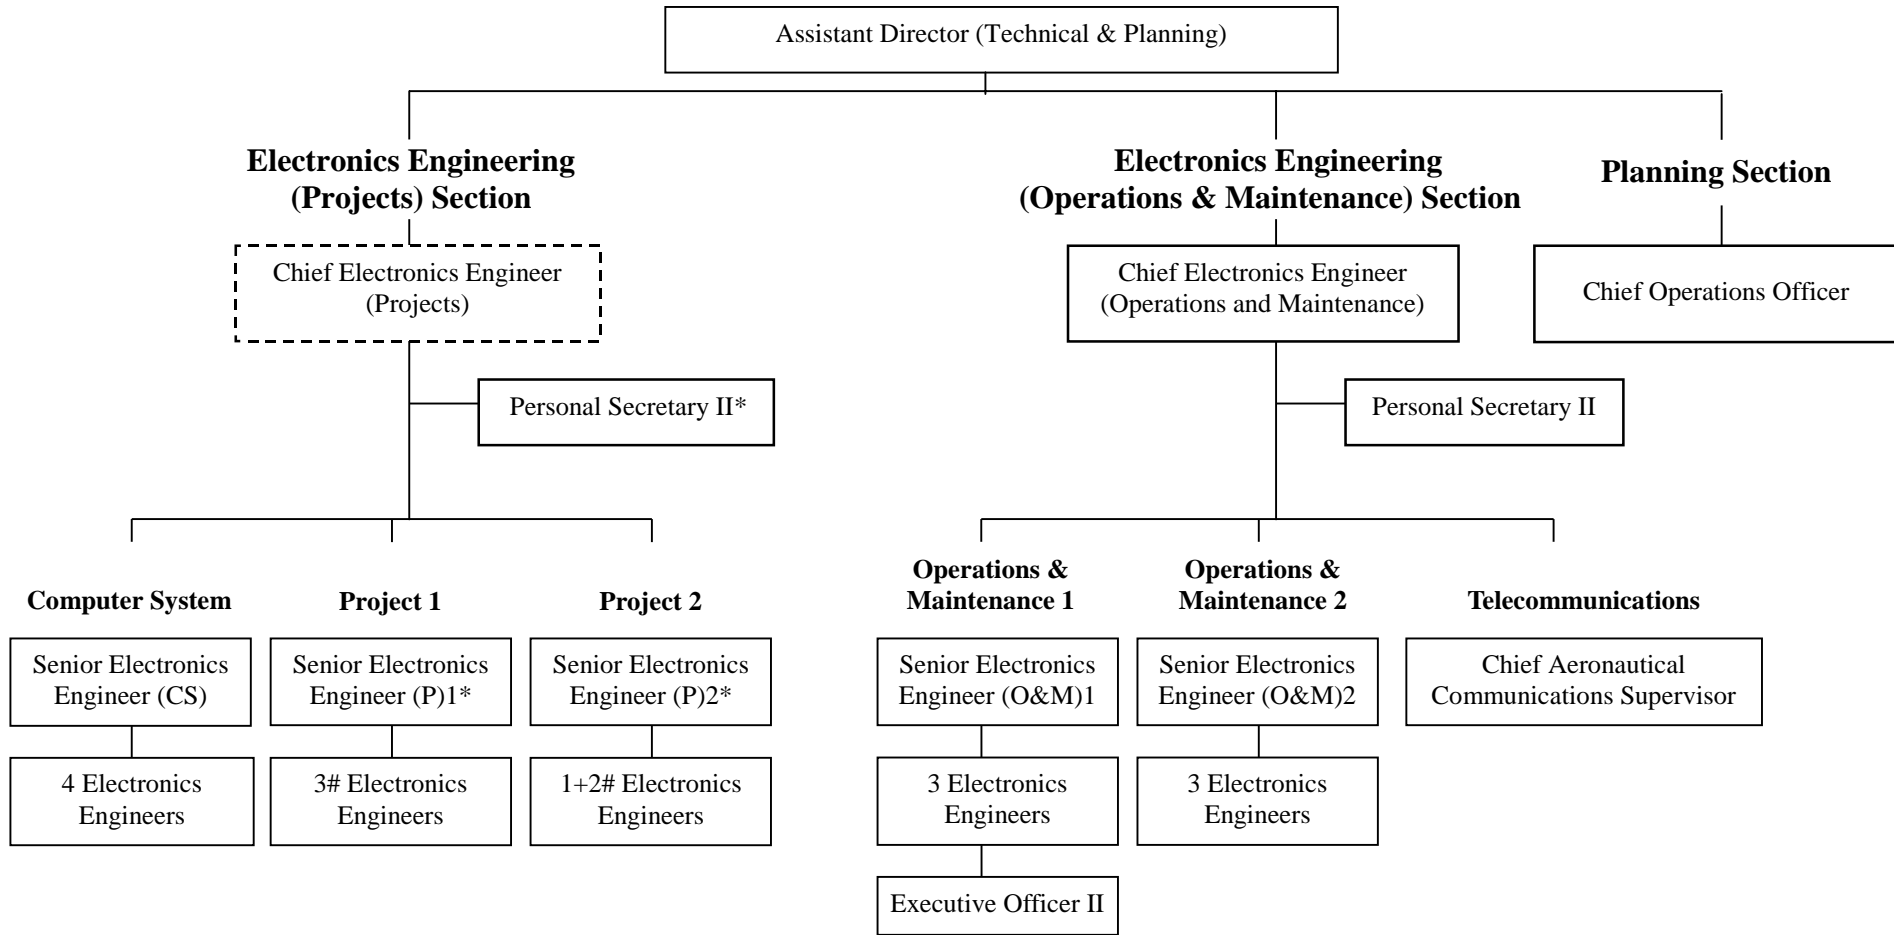 Assistant Director (Technical & Planning)
Electronics Engineering
(Projects) Section
Electronics Engineering
(Operations & Maintenance) Section
Planning Section
Chief Electronics Engineer
(Projects)
Chief Electronics Engineer
(Operations and Maintenance)
Chief Operations Officer
Personal Secretary II*
Personal Secretary II
Computer System
Project 1
Project 2
Operations &
Maintenance 1
Operations &
Maintenance 2
Telecommunications
Senior Electronics
Engineer (CS)
Senior Electronics
Engineer (P)1*
Senior Electronics
Engineer (P)2*
Senior Electronics
Engineer (O&M)1
Senior Electronics
Engineer (O&M)2
Chief Aeronautical
Communications Supervisor
4 Electronics
Engineers
3# Electronics
Engineers
1+2# Electronics
Engineers
3 Electronics
Engineers
3 Electronics
Engineers
Executive Officer II